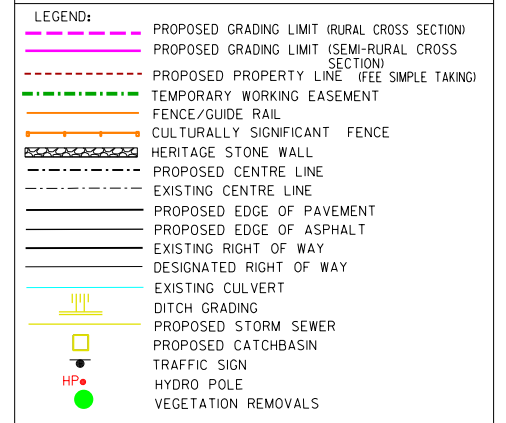 LEGEND:
PROPOSED GRADING LIMIT (RURAL CROSS SECTION)
PROPOSED GRADING LIMIT (SEMI-RURAL CROSS
SECTION)
PROPOSED PROPERTY LINE (FEE SIMPLE TAKING)
TEMPORARY WORKING EASEMENT
FENCE/GUIDE RAIL
CULTURALLY SIGNIFICANT FENCE
HERITAGE STONE WALL
PROPOSED CENTRE LINE
EXISTING CENTRE LINE
PROPOSED EDGE OF PAVEMENT
PROPOSED EDGE OF ASPHALT
EXISTING RIGHT OF WAY
DESIGNATED RIGHT OF WAY
EXISTING CULVERT
DITCH GRADING
PROPOSED STORM SEWER
PROPOSED CATCHBASIN
TRAFFIC SIGN
HP HYDRO POLE
VEGETATION REMOVALS